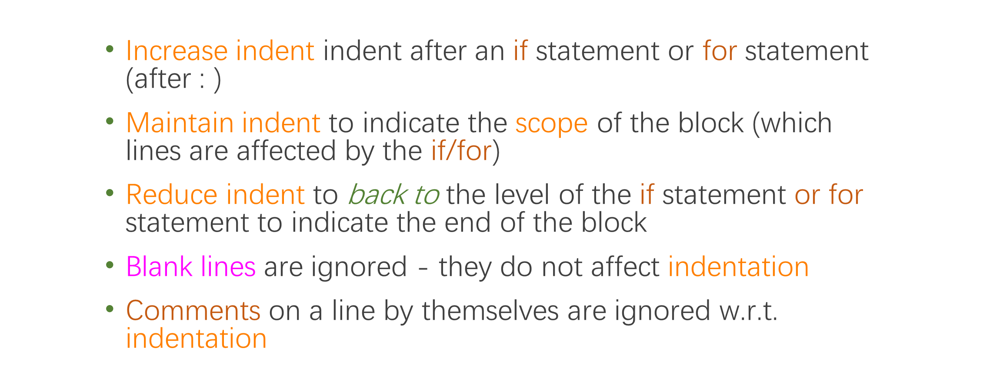 • Increase indent indent after an if statement or for statement
(after : )
• Maintain indent to indicate the scope of the block (which
lines are affected by the if/for)
• Reduce indent to back to the level of the if statement or for
statement to indicate the end of the block
• Blank lines are ignored - they do not affect indentation
• Comments on a line by themselves are ignored w.r.t.
indentation